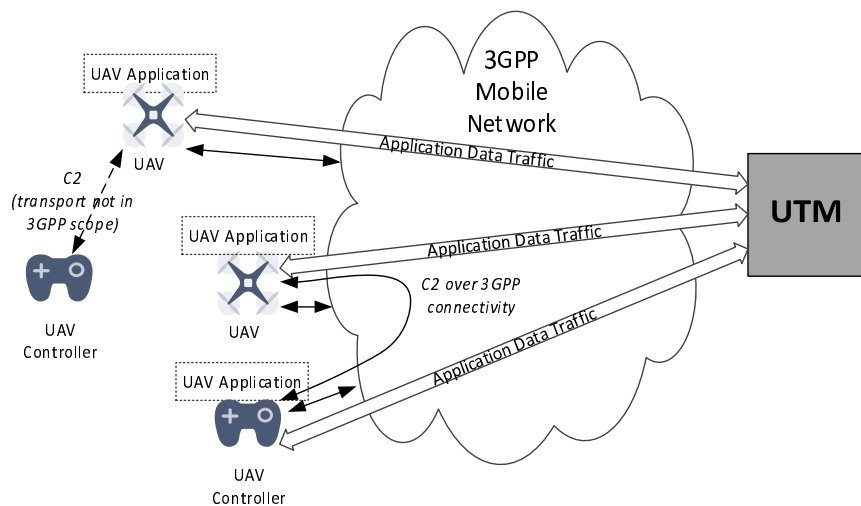 3GPP
Mobile
Network
UAV Application
UAV
Application Data Traffic
C2
(transport not in
3GPP scope)
UTM
UAV Application
Application Data Traffic
UAV
C2 over 3GPP
connectivity
UAV
Controller
UAV Application
Application Data Traffic
UAV
Controller